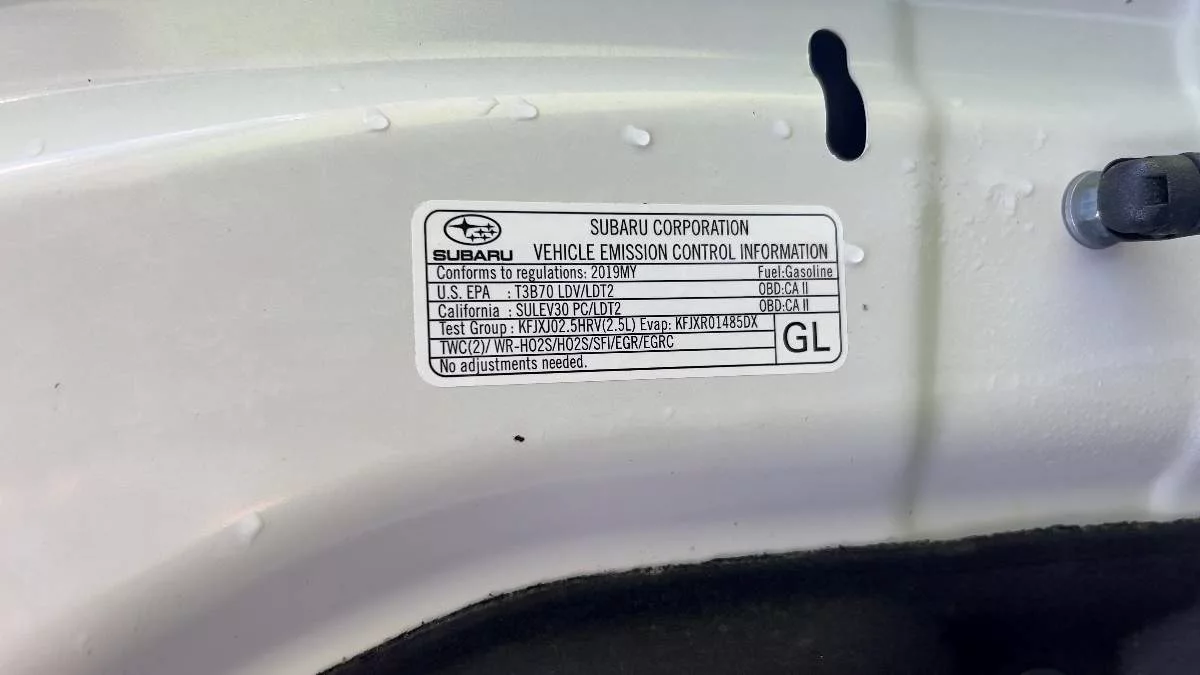 SUBARU CORPORATION
SUBARU VEHICLE EMISSION CONTROL INFORMATION
Conforms to regulations: 2019MY Fuel:Gasoline
U.S. EPA : T3B70 LDV/LDT2 OBD:CA II
California : SULEV30 PC/LDT2 OBD:CA II
Test Group : KFJXJ02.5HRV(2.5L) Evap: KFJXR01485DX
TWC(2)/ WR-HO2S/HO2S/SFI/EGR/EGRC
GL
No adjustments needed.